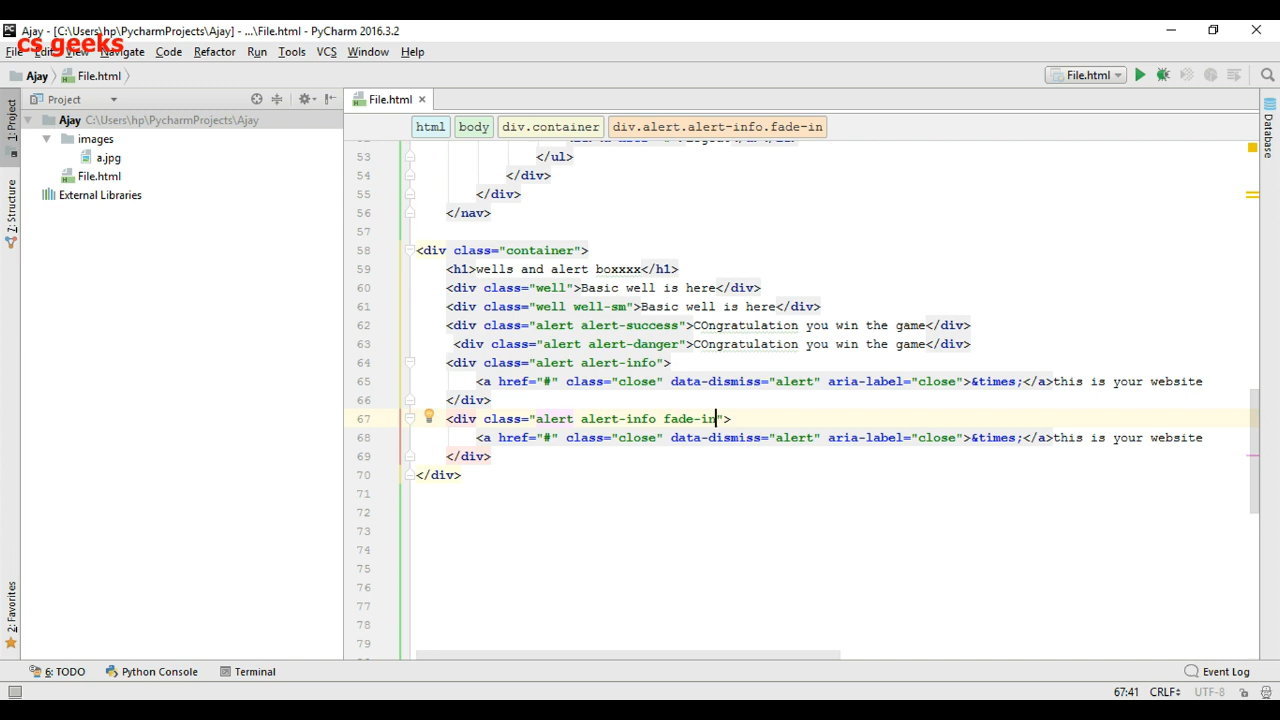 Ajay - [C:\Users\hp\PycharmProjects\Ajay] - ...\File.html - PyCharm 2016.3.2
cs geeks
File Edit View Navigate Code Refactor Run Tools VCS Window Help
Ajay File.html File.html
Project File.html
1: Project
Z: Structure
2: Favorites
Database
Ajay C:\Users\hp\PycharmProjects\Ajay
images
a.jpg
File.html
External Libraries
html body div.container div.alert.alert-info.fade-in
53 </ul>
54 </div>
55 </div>
56 </nav>
57
58 <div class="container">
59 <h1>wells and alert boxxxx</h1>
60 <div class="well">Basic well is here</div>
61 <div class="well well-sm">Basic well is here</div>
62 <div class="alert alert-success">COngratulation you win the game</div>
63 <div class="alert alert-danger">COngratulation you win the game</div>
64 <div class="alert alert-info">
65 <a href="#" class="close" data-dismiss="alert" aria-label="close">&times;</a>this is your website
66 </div>
67 <div class="alert alert-info fade-in">
68 <a href="#" class="close" data-dismiss="alert" aria-label="close">&times;</a>this is your website
69 </div>
70 </div>
71
72
73
74
75
76
77
78
79
6: TODO Python Console Terminal Event Log
67:41 CRLF UTF-8